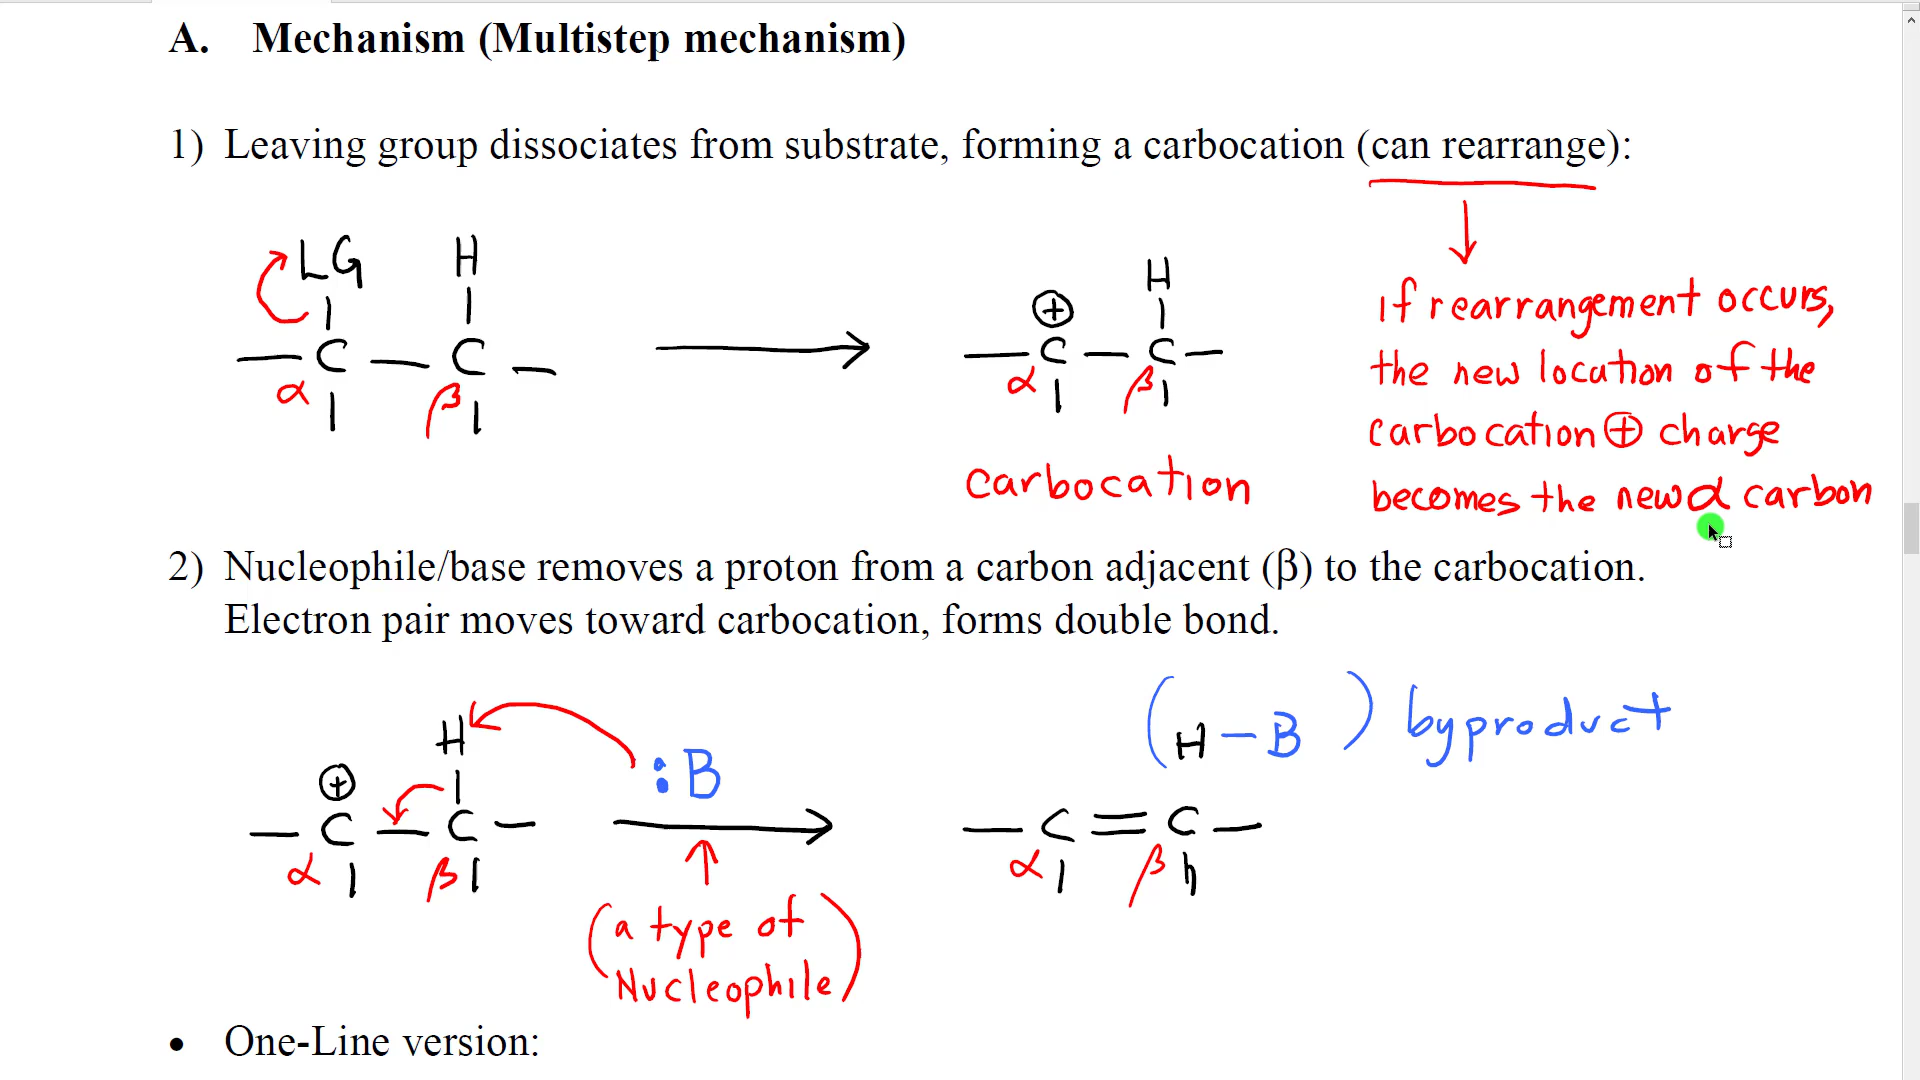 A. Mechanism (Multistep mechanism)
1) Leaving group dissociates from substrate, forming a carbocation (can rearrange):
LG H
C C
α β
⊕ H
C C
α β
carbocation
If rearrangement occurs,
the new location of the
carbocation ⊕ charge
becomes the new α carbon
2) Nucleophile/base removes a proton from a carbon adjacent (β) to the carbocation.
Electron pair moves toward carbocation, forms double bond.
H
⊕ :B
C C
α β
(a type of
Nucleophile)
(H – B) byproduct
C = C
α β
• One-Line version: